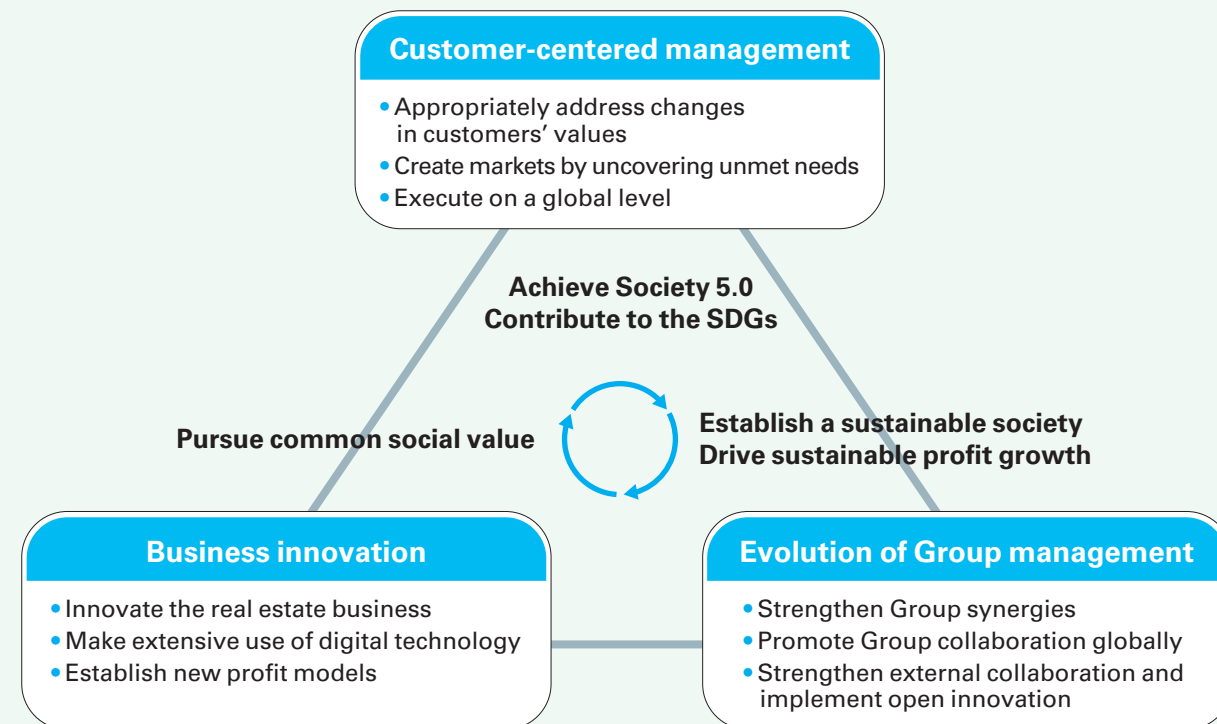 Customer-centered management
• Appropriately address changes
in customers’ values
• Create markets by uncovering unmet needs
• Execute on a global level
Achieve Society 5.0
Contribute to the SDGs
Pursue common social value
Establish a sustainable society
Drive sustainable profit growth
Business innovation
• Innovate the real estate business
• Make extensive use of digital technology
• Establish new profit models
Evolution of Group management
• Strengthen Group synergies
• Promote Group collaboration globally
• Strengthen external collaboration and
implement open innovation